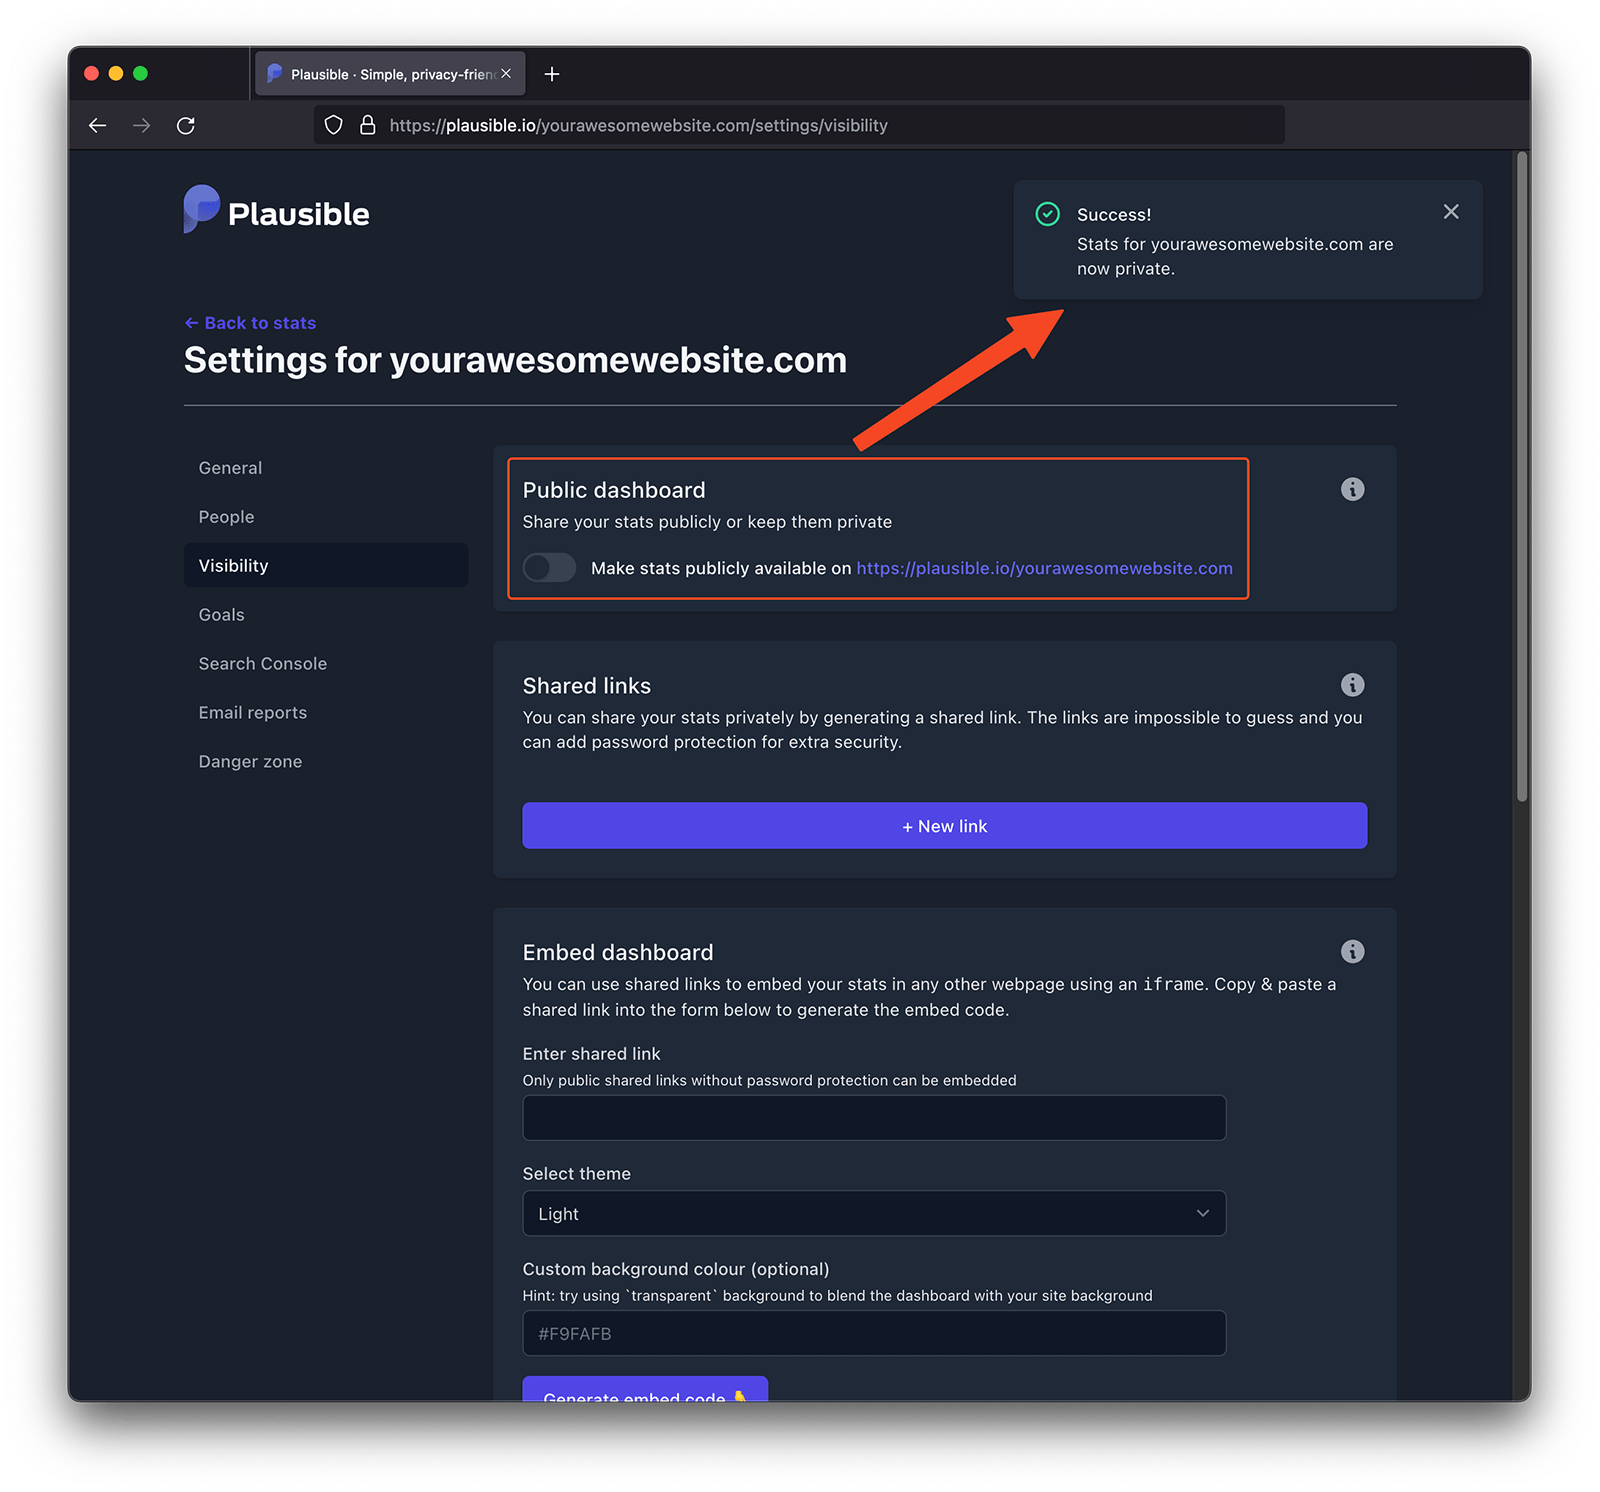 Plausible · Simple, privacy-frien
https://plausible.io/yourawesomewebsite.com/settings/visibility
Plausible
Success!
Stats for yourawesomewebsite.com are
now private.
← Back to stats
Settings for yourawesomewebsite.com
General
People
Visibility
Goals
Search Console
Email reports
Danger zone
Public dashboard
Share your stats publicly or keep them private
Make stats publicly available on https://plausible.io/yourawesomewebsite.com
Shared links
You can share your stats privately by generating a shared link. The links are impossible to guess and you
can add password protection for extra security.
+ New link
Embed dashboard
You can use shared links to embed your stats in any other webpage using an iframe. Copy & paste a
shared link into the form below to generate the embed code.
Enter shared link
Only public shared links without password protection can be embedded
Select theme
Light
Custom background colour (optional)
Hint: try using `transparent` background to blend the dashboard with your site background
#F9FAFB
Generate embed code 👇